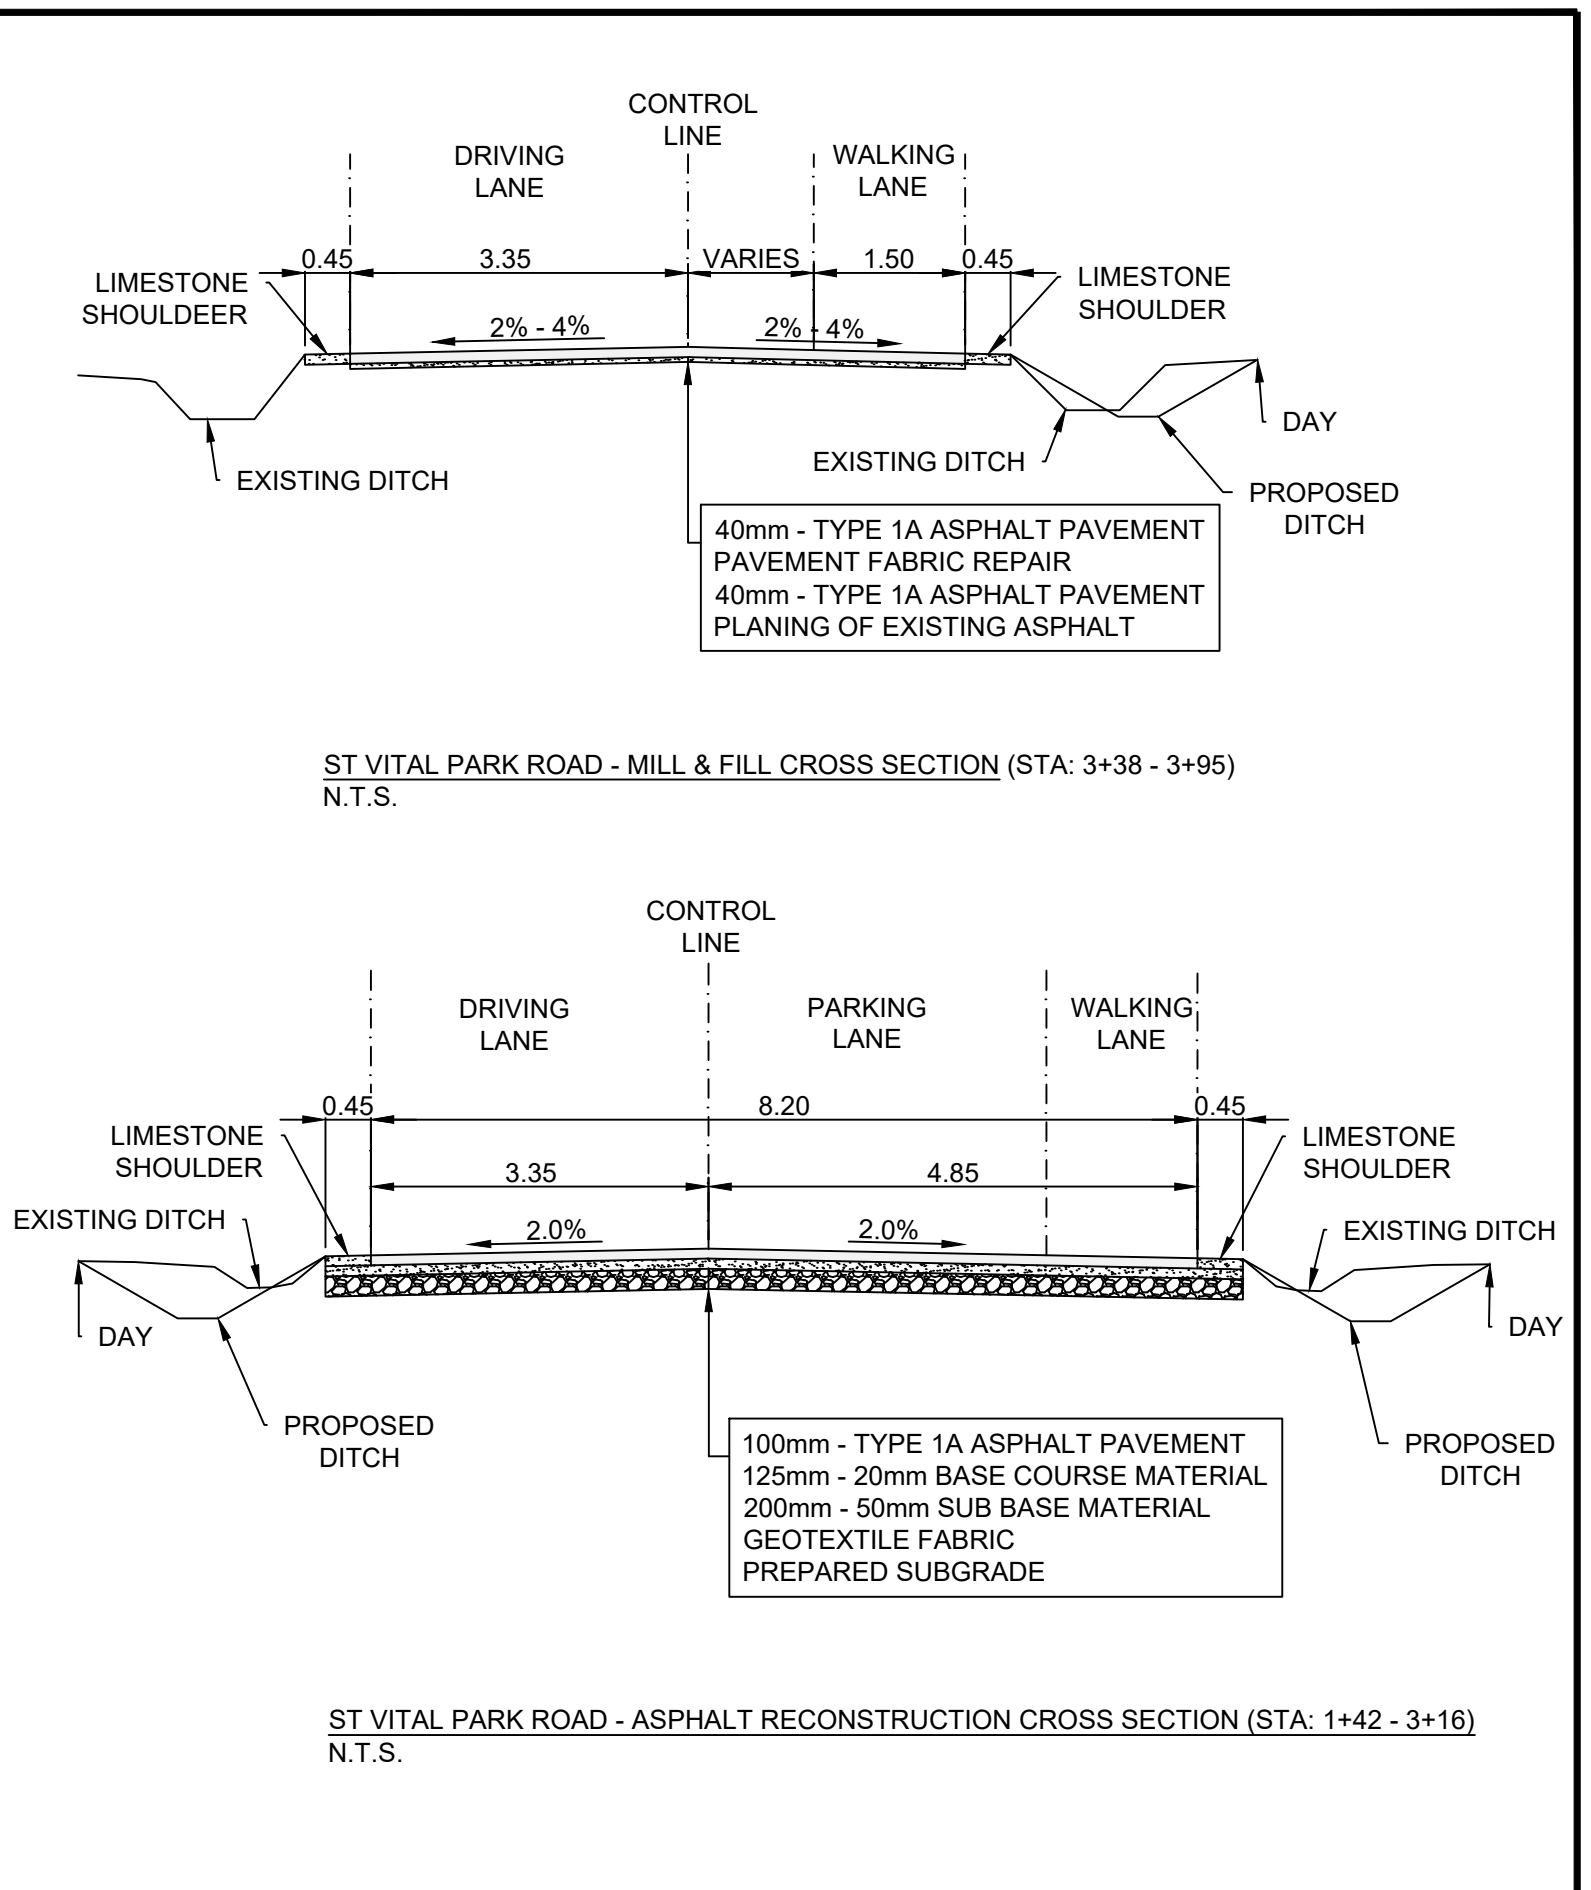 CONTROL
LINE
DRIVING
LANE
WALKING
LANE
0.45
3.35
VARIES
1.50
0.45
LIMESTONE
SHOULDEER
LIMESTONE
SHOULDER
2% - 4%
2% - 4%
DAY
EXISTING DITCH
EXISTING DITCH
PROPOSED
DITCH
40mm - TYPE 1A ASPHALT PAVEMENT
PAVEMENT FABRIC REPAIR
40mm - TYPE 1A ASPHALT PAVEMENT
PLANING OF EXISTING ASPHALT
ST VITAL PARK ROAD - MILL & FILL CROSS SECTION (STA: 3+38 - 3+95)
N.T.S.
CONTROL
LINE
DRIVING
LANE
PARKING
LANE
WALKING
LANE
0.45
8.20
0.45
LIMESTONE
SHOULDER
LIMESTONE
SHOULDER
3.35
4.85
EXISTING DITCH
2.0%
2.0%
EXISTING DITCH
DAY
DAY
PROPOSED
DITCH
PROPOSED
DITCH
100mm - TYPE 1A ASPHALT PAVEMENT
125mm - 20mm BASE COURSE MATERIAL
200mm - 50mm SUB BASE MATERIAL
GEOTEXTILE FABRIC
PREPARED SUBGRADE
ST VITAL PARK ROAD - ASPHALT RECONSTRUCTION CROSS SECTION (STA: 1+42 - 3+16)
N.T.S.